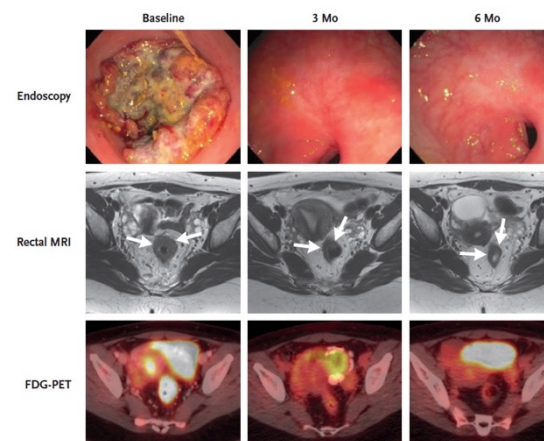 Baseline
3 Mo
6 Mo
Endoscopy
Rectal MRI
FDG-PET